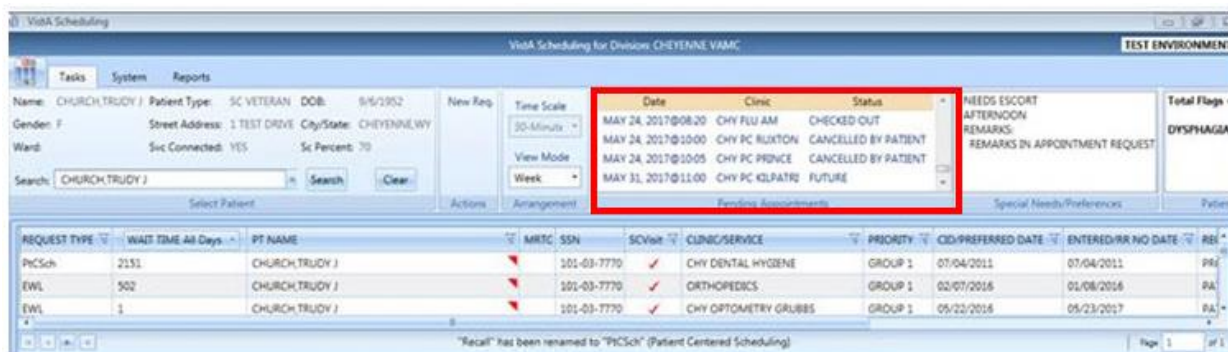 VistA Scheduling
VistA Scheduling for Division: CHEYENNE VAMC
TEST ENVIRONMENT
Tasks System Reports
Name: CHURCH,TRUDY J Patient Type: SC VETERAN DOB: 9/6/1952
Gender: F Street Address: 1 TEST DRIVE City/State: CHEYENNE,WY
Ward: Svc Connected: YES Sc Percent: 70
Search: CHURCH,TRUDY J Search Clear
Select Patient
New Req
Actions
Time Scale
30-Minute
View Mode
Week
Arrangement
Date Clinic Status
MAY 24, 2017@08:20 CHY FLU AM CHECKED OUT
MAY 24, 2017@10:00 CHY PC RUXTON CANCELLED BY PATIENT
MAY 24, 2017@10:05 CHY PC PRINCE CANCELLED BY PATIENT
MAY 31, 2017@11:00 CHY PC KILPATRI FUTURE
Pending Appointments
NEEDS ESCORT
AFTERNOON
REMARKS:
REMARKS IN APPOINTMENT REQUEST
Special Needs/Preferences
Total Flags
DYSPHAGIA
Patie
REQUEST TYPE WAIT TIME All Days PT NAME MRTC SSN SCVisit CLINIC/SERVICE PRIORITY CID/PREFERRED DATE ENTERED/RR NO DATE
PtCSch 2151 CHURCH,TRUDY J 101-03-7770 ✓ CHY DENTAL HYGIENE GROUP 1 07/04/2011 07/04/2011
EWL 502 CHURCH,TRUDY J 101-03-7770 ✓ ORTHOPEDICS GROUP 1 02/07/2016 01/08/2016 PA
EWL 1 CHURCH,TRUDY J 101-03-7770 ✓ CHY OPTOMETRY GRUBBS GROUP 1 05/22/2016 05/23/2017 PA
"Recall" has been renamed to "PtCSch" (Patient Centered Scheduling)
Page 1 of 1